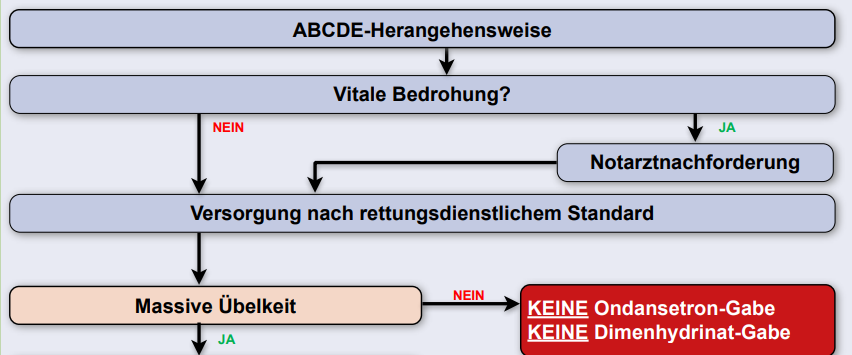 ABCDE-Herangehensweise
Vitale Bedrohung?
NEIN
JA
Notarztnachforderung
Versorgung nach rettungsdienstlichem Standard
Massive Übelkeit
NEIN
KEINE Ondansetron-Gabe
KEINE Dimenhydrinat-Gabe
JA